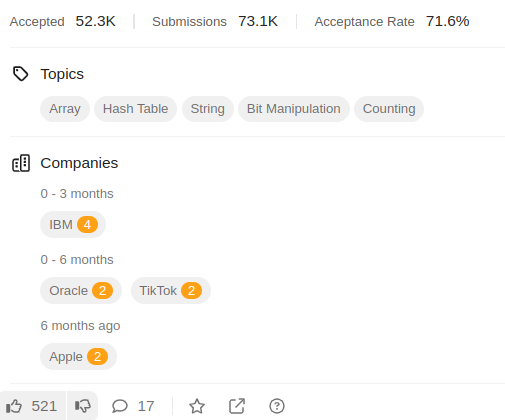 Accepted 52.3K Submissions 73.1K Acceptance Rate 71.6%
Topics
Array Hash Table String Bit Manipulation Counting
Companies
0 - 3 months
IBM 4
0 - 6 months
Oracle 2 TikTok 2
6 months ago
Apple 2
521 17